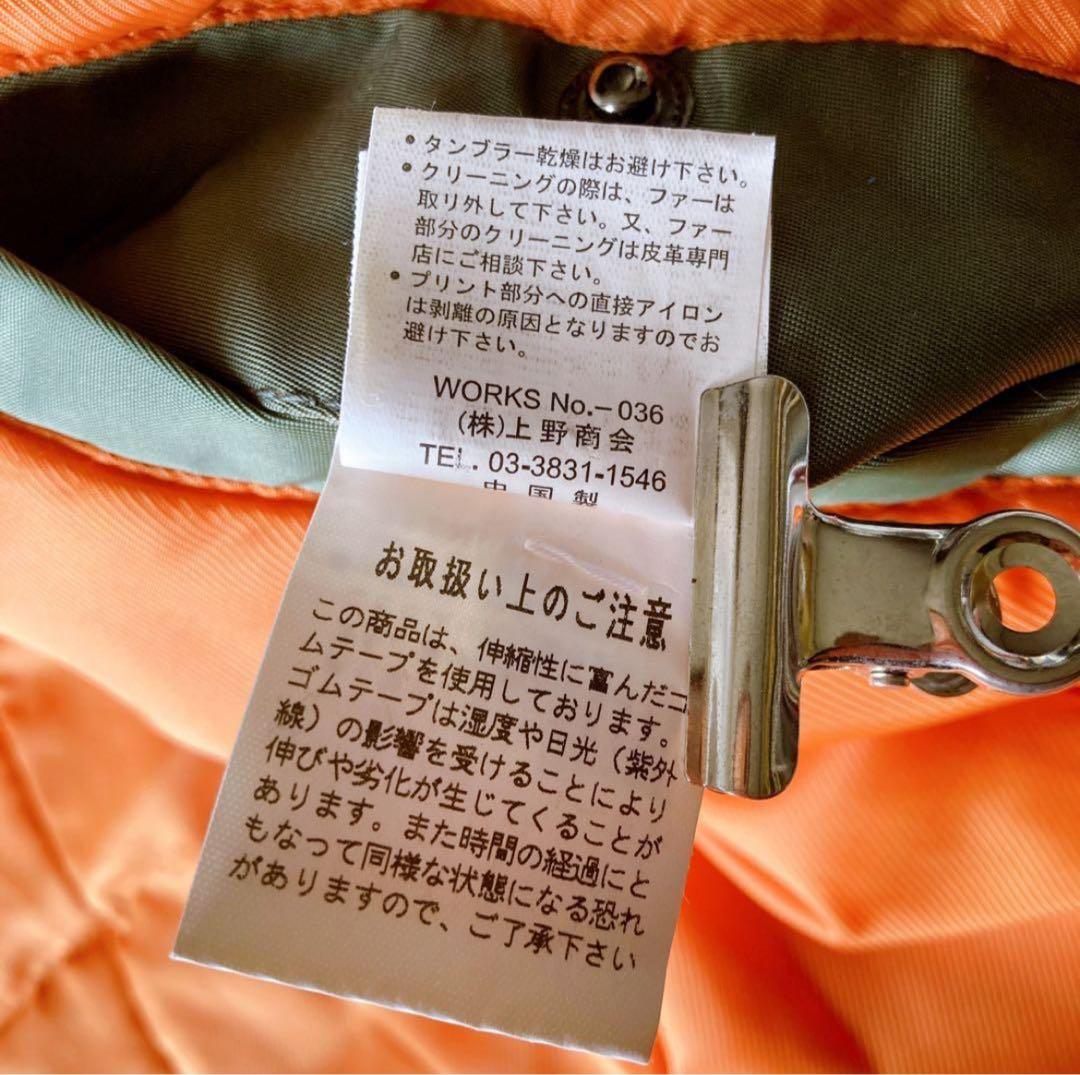 ・タンブラー乾燥はお避け下さい。
・クリーニングの際は、ファーは
取り外して下さい。又、ファー
部分のクリーニングは皮革専門
店にご相談下さい。
・プリント部分への直接アイロン
は剥離の原因となりますのでお
避け下さい。
WORKS No.-036
(株)上野商会
TEL. 03-3831-1546
中国製
お取扱い上のご注意
この商品は、伸縮性に富んだゴ
ムテープを使用しております。
ゴムテープは湿度や日光（紫外
線）の影響を受けることにより
伸びや劣化が生じてくることが
あります。また時間の経過にと
もなって同様な状態になる恐れ
がありますので、ご了承下さい